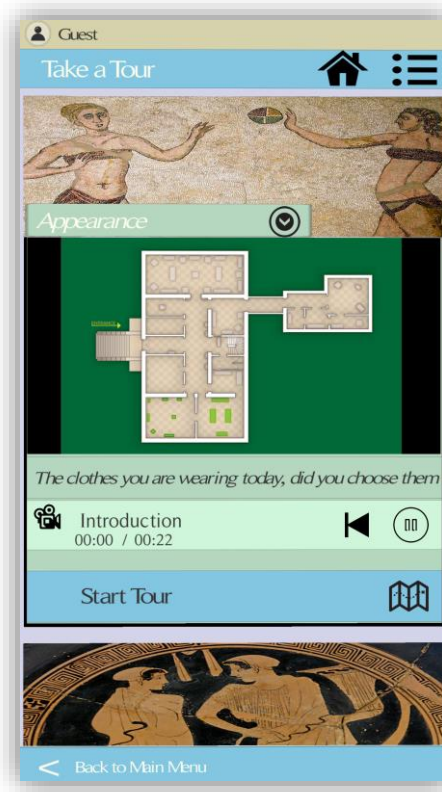 Guest
Take a Tour
Appearance
ENTRANCE
The clothes you are wearing today, did you choose them
Introduction
00:00 / 00:22
Start Tour
< Back to Main Menu